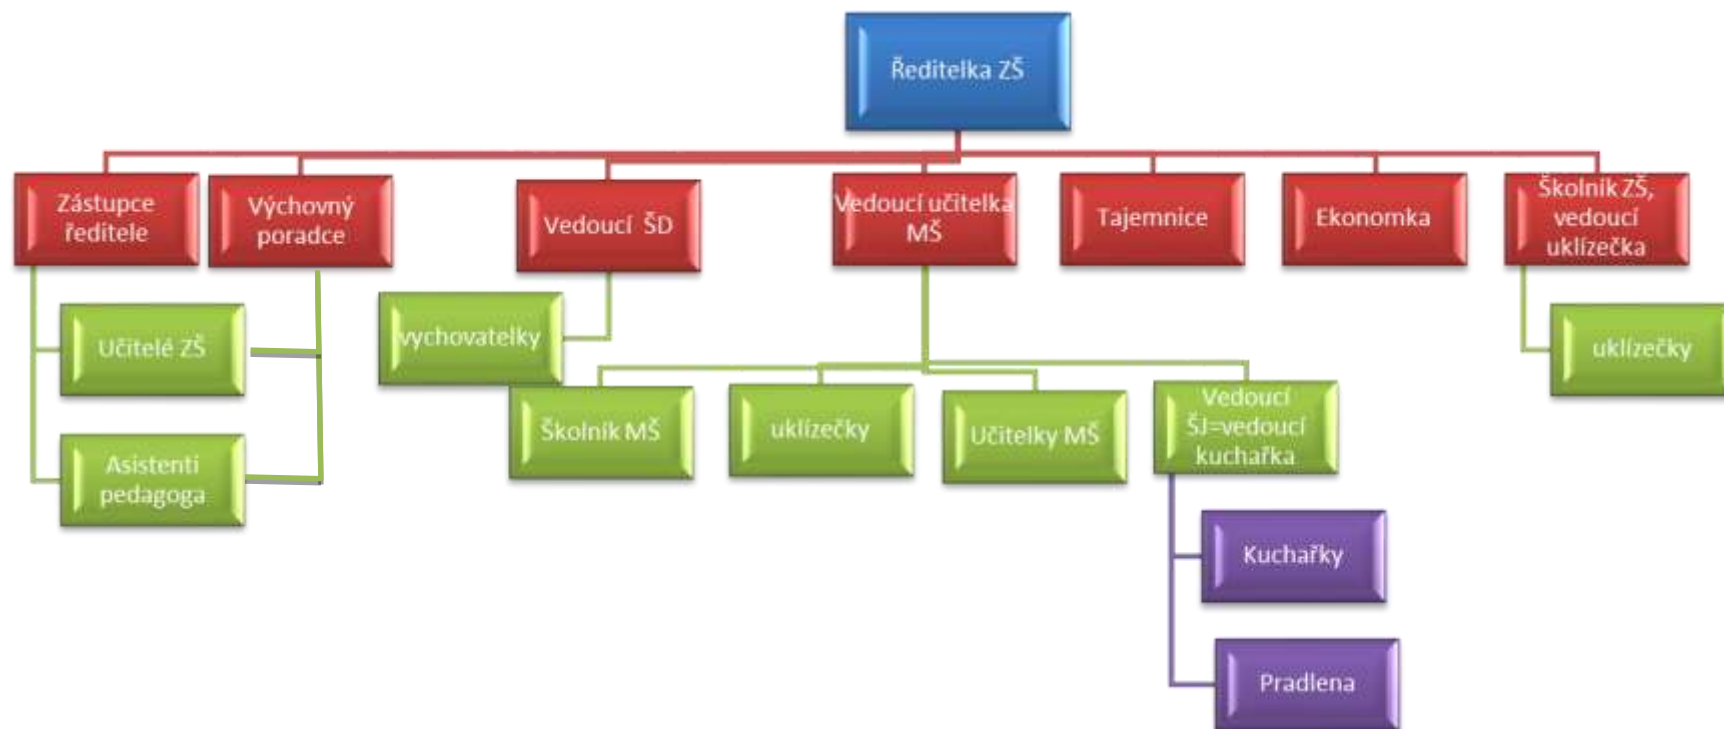 Ředitelka ZŠ
Zástupce
ředitele
Výchovný
poradce
Vedoucí ŠD
Vedoucí učitelka
MŠ
Tajemnice
Ekonomka
Školník ZŠ,
vedoucí
uklízečka
Učitelé ZŠ
Asistenti
pedagoga
vychovatelky
Školník MŠ
uklízečky
Učitelky MŠ
Vedoucí
ŠJ=vedoucí
kuchařka
uklízečky
Kuchařky
Pradlena